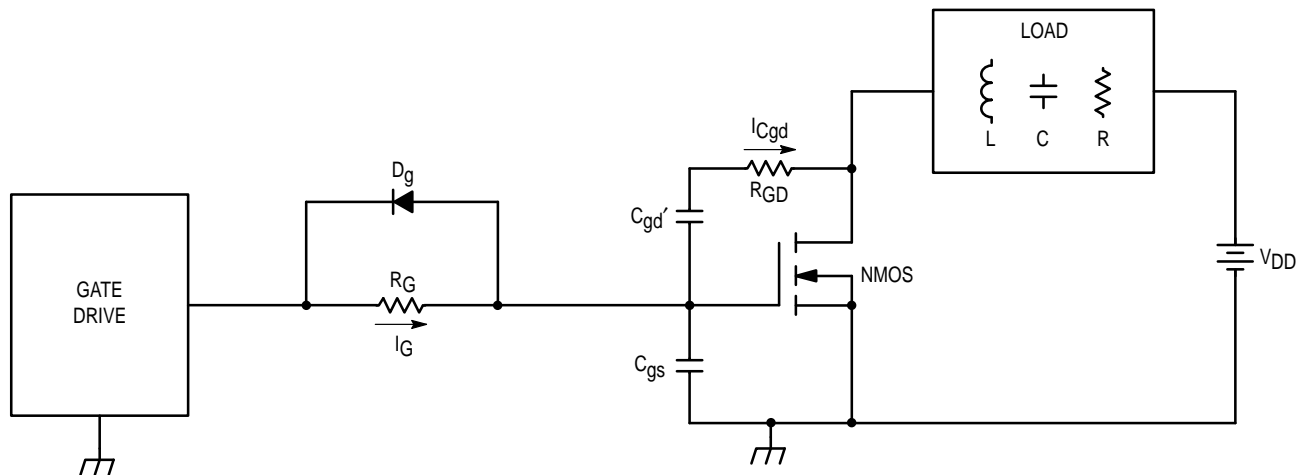 LOAD
L C R
I_Cgd
R_GD
D_g
C_gd′
GATE
DRIVE
R_G
I_G
NMOS
V_DD
C_gs